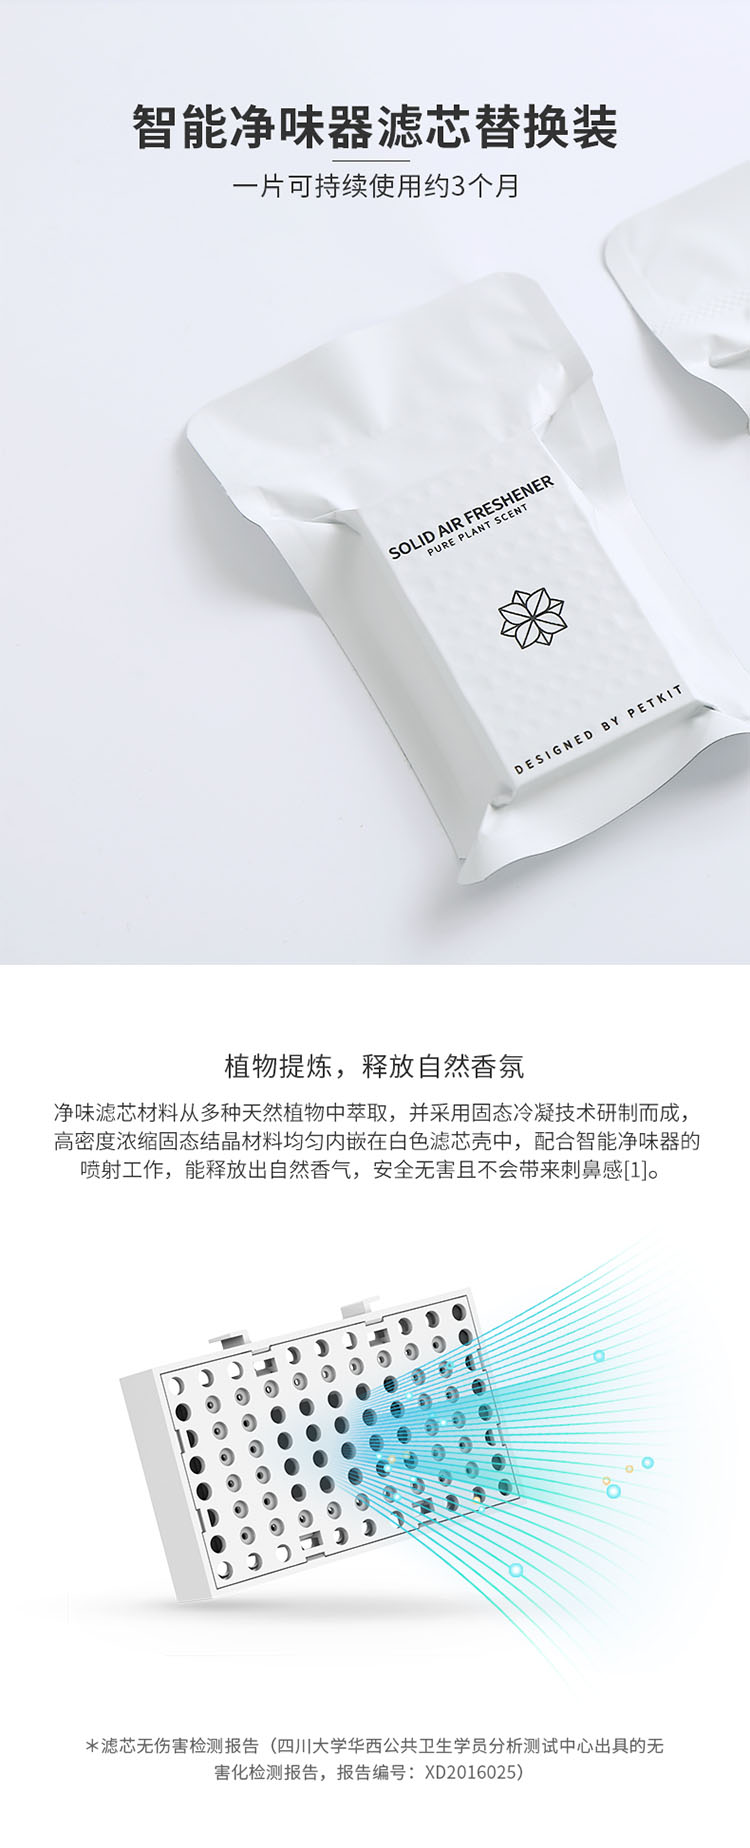 智能净味器滤芯替换装
一片可持续使用约3个月
SOLID AIR FRESHENER
PURE PLANT SCENT
DESIGNED BY PETKIT
植物提炼，释放自然香氛
净味滤芯材料从多种天然植物中萃取，并采用固态冷凝技术研制而成，
高密度浓缩固态结晶材料均匀内嵌在白色滤芯壳中，配合智能净味器的
喷射工作，能释放出自然香气，安全无害且不会带来刺鼻感[1]。
＊滤芯无伤害检测报告（四川大学华西公共卫生学员分析测试中心出具的无
害化检测报告，报告编号：XD2016025）